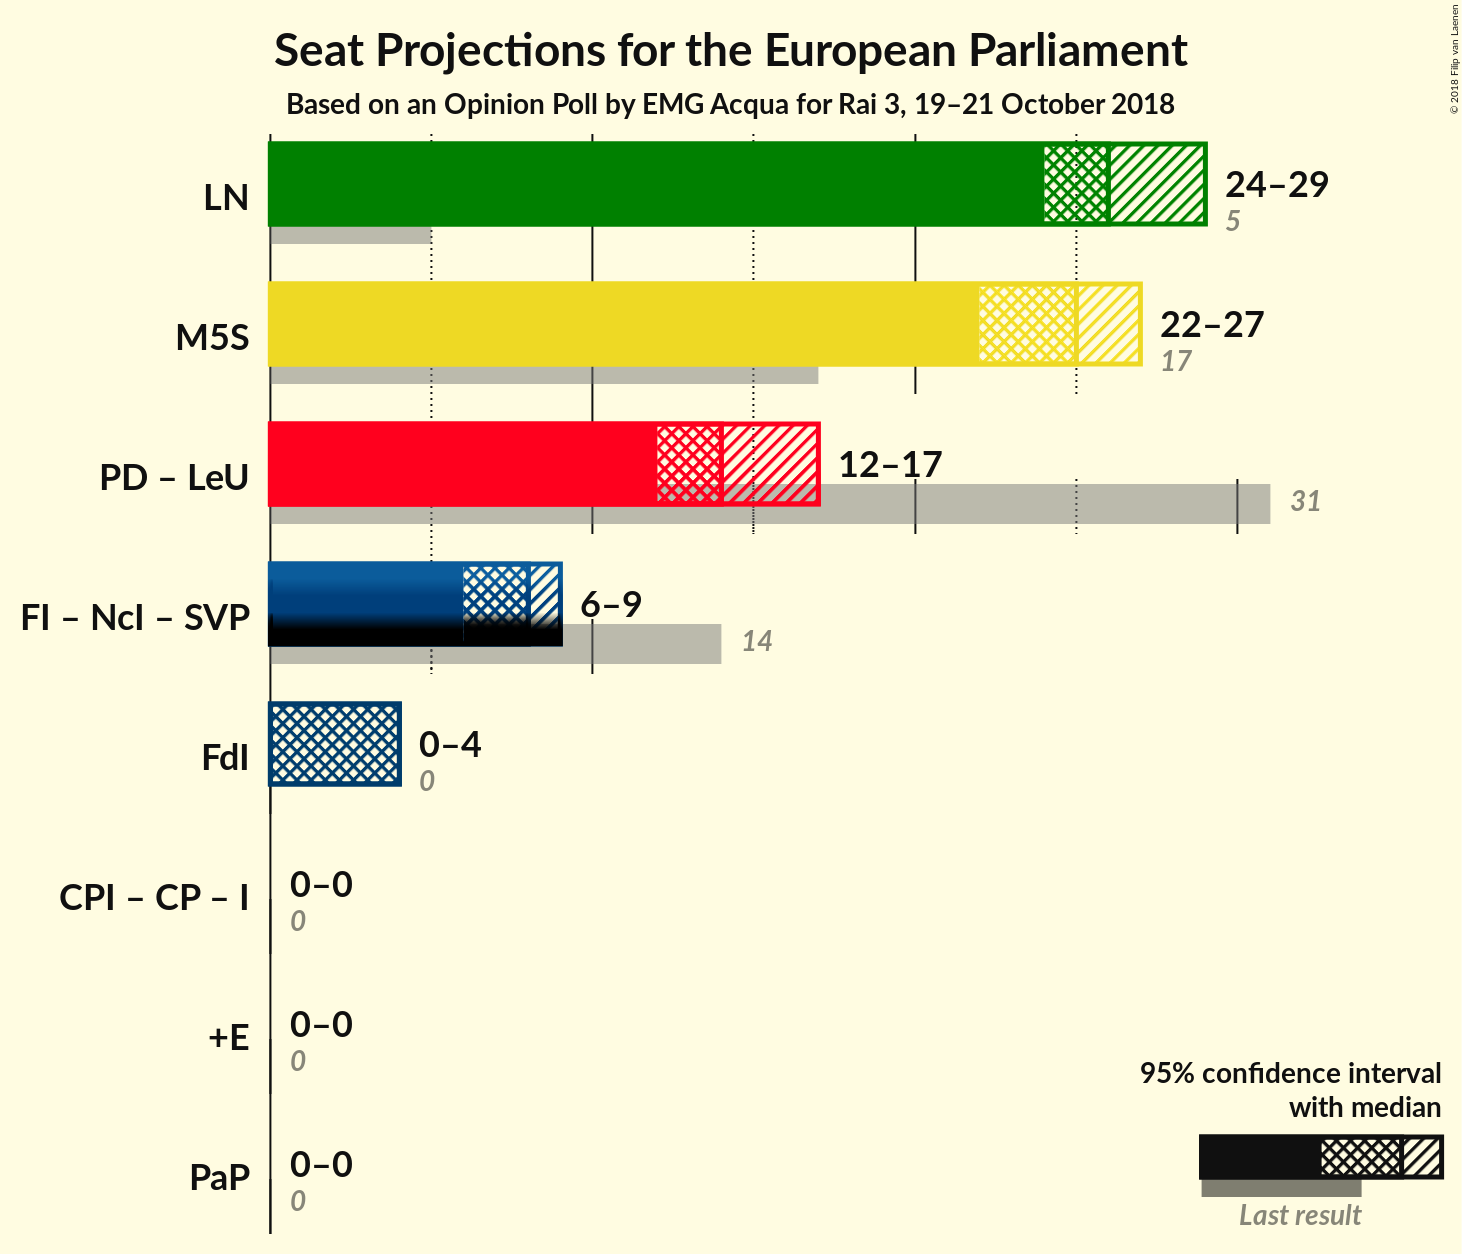 Seat Projections for the European Parliament
Based on an Opinion Poll by EMG Acqua for Rai 3, 19–21 October 2018
© 2018 Filip van Laenen
LN
24–29
5
M5S
22–27
17
PD – LeU
12–17
31
FI – NcI – SVP
6–9
14
FdI
0–4
0
CPI – CP – I
0–0
0
+E
0–0
0
PaP
0–0
0
95% confidence interval
with median
Last result